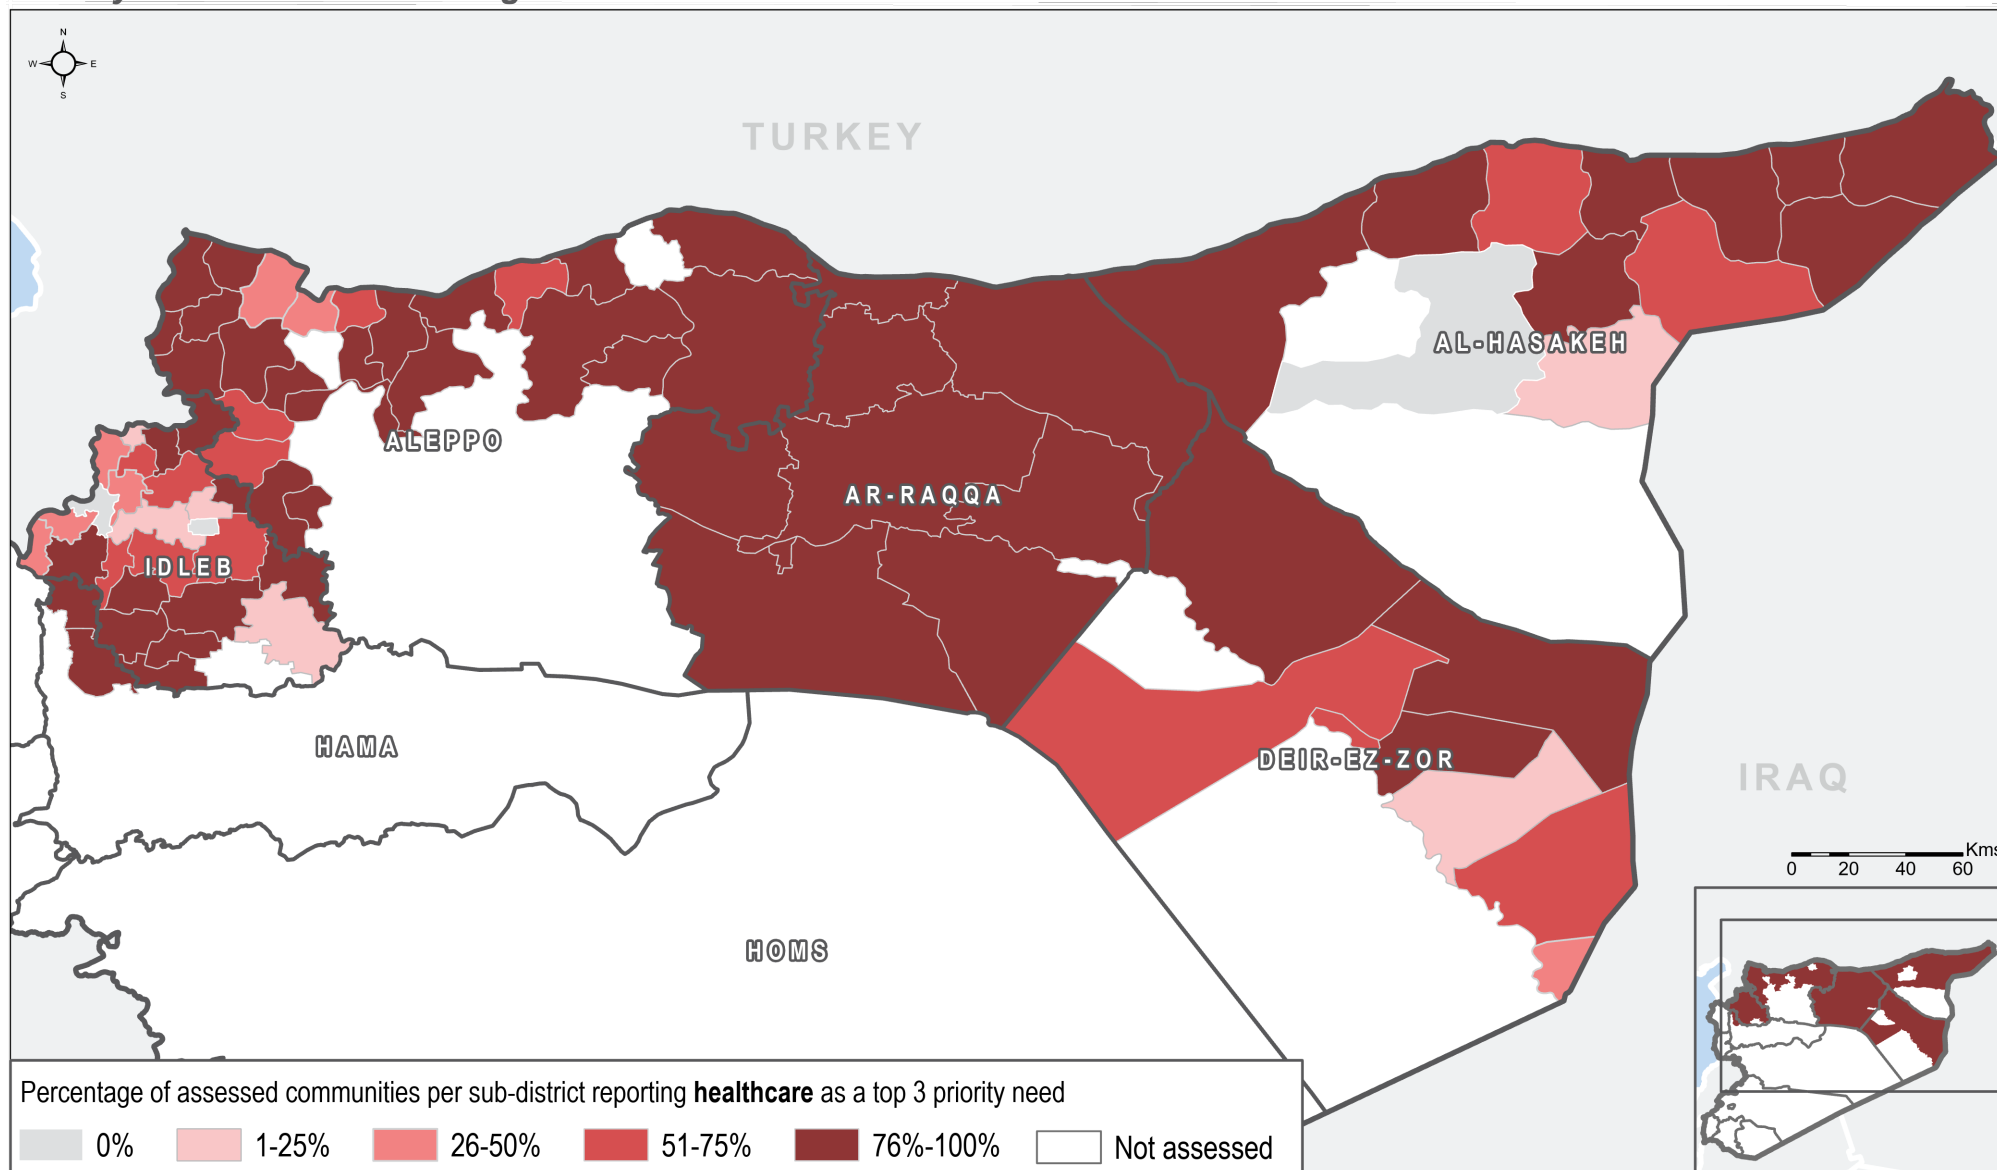 N
W E
S
TURKEY
AL-HASAKEH
ALEPPO
AR-RAQQA
IDLEB
HAMA
DEIR-EZ-ZOR
IRAQ
HOMS
Kms
0 20 40 60
Percentage of assessed communities per sub-district reporting healthcare as a top 3 priority need
0% 1-25% 26-50% 51-75% 76%-100% Not assessed